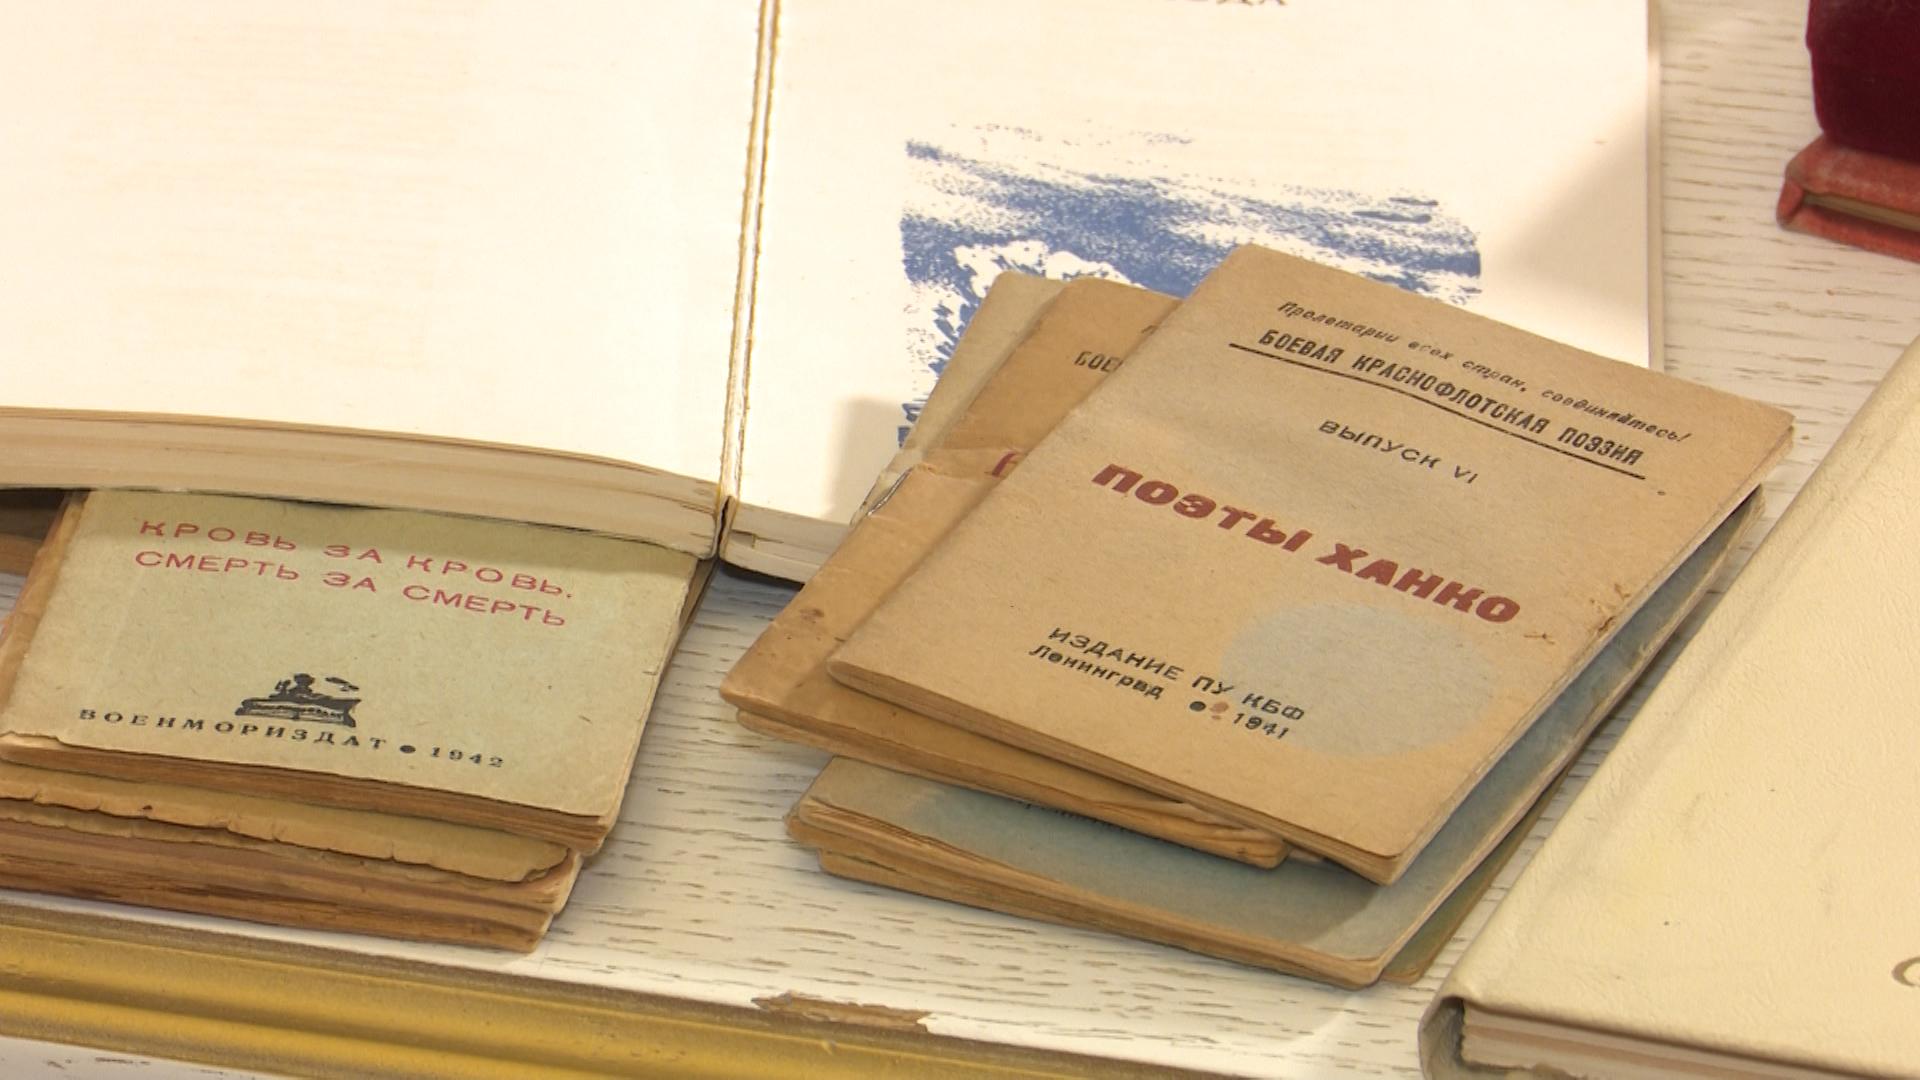 КРОВЬ ЗА КРОВЬ,
СМЕРТЬ ЗА СМЕРТЬ
ВОЕНМОРИЗДАТ ● 1942
БОЕ
Пролетарии всех стран, соединяйтесь!
БОЕВАЯ КРАСНОФЛОТСКАЯ ПОЭЗИЯ
ВЫПУСК VI
ПОЭТЫ ХАНКО
ИЗДАНИЕ ПУ КБФ
Ленинград ● 1941